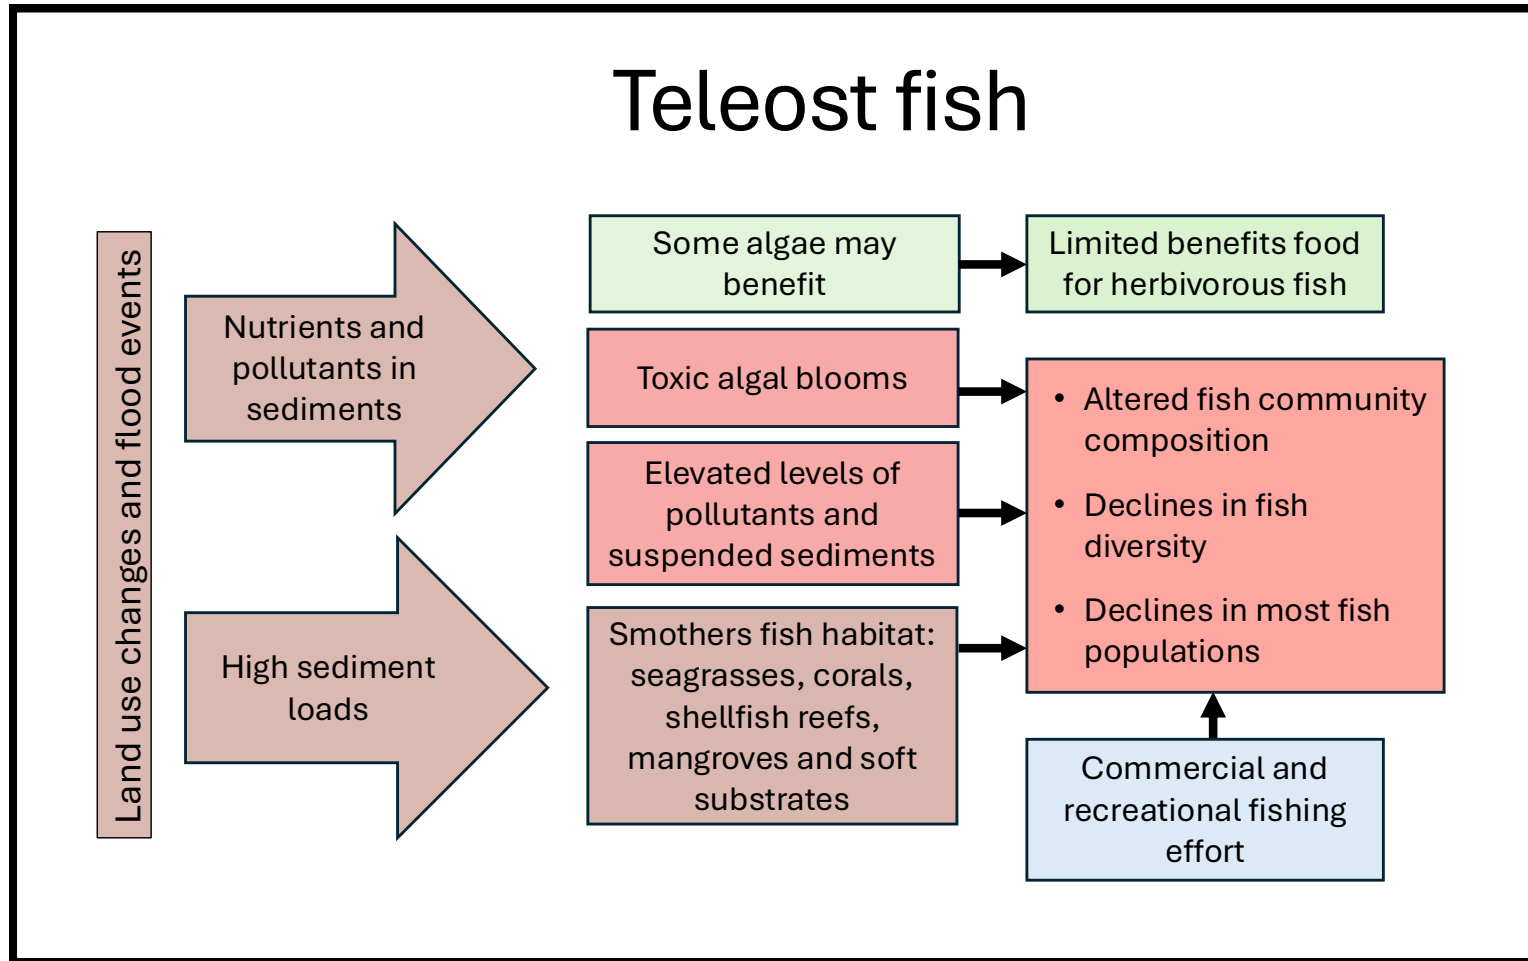 Teleost fish
Land use changes and flood events
Nutrients and
pollutants in
sediments
High sediment
loads
Some algae may
benefit
Limited benefits food
for herbivorous fish
Toxic algal blooms
Elevated levels of
pollutants and
suspended sediments
Smothers fish habitat:
seagrasses, corals,
shellfish reefs,
mangroves and soft
substrates
• Altered fish community
composition
• Declines in fish
diversity
• Declines in most fish
populations
Commercial and
recreational fishing
effort